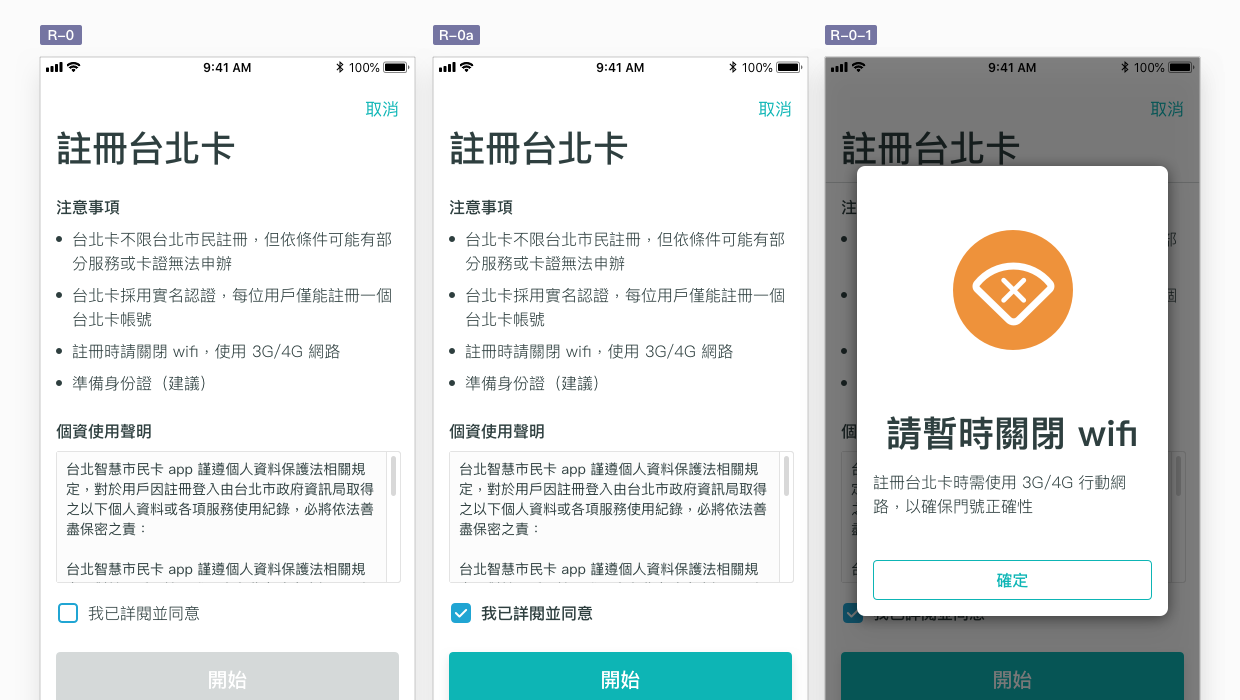 R-0
9:41 AM
100%
取消
註冊台北卡
注意事項
台北卡不限台北市民註冊，但依條件可能有部
分服務或卡證無法申辦
台北卡採用實名認證，每位用戶僅能註冊一個
台北卡帳號
註冊時請關閉 wifi，使用 3G/4G 網路
準備身份證（建議）
個資使用聲明
台北智慧市民卡 app 謹遵個人資料保護法相關規
定，對於用戶因註冊登入由台北市政府資訊局取得
之以下個人資料或各項服務使用紀錄，必將依法善
盡保密之責：
台北智慧市民卡 app 謹遵個人資料保護法相關規
我已詳閱並同意
開始
R-0a
9:41 AM
100%
取消
註冊台北卡
注意事項
台北卡不限台北市民註冊，但依條件可能有部
分服務或卡證無法申辦
台北卡採用實名認證，每位用戶僅能註冊一個
台北卡帳號
註冊時請關閉 wifi，使用 3G/4G 網路
準備身份證（建議）
個資使用聲明
台北智慧市民卡 app 謹遵個人資料保護法相關規
定，對於用戶因註冊登入由台北市政府資訊局取得
之以下個人資料或各項服務使用紀錄，必將依法善
盡保密之責：
台北智慧市民卡 app 謹遵個人資料保護法相關規
我已詳閱並同意
開始
R-0-1
9:41 AM
100%
取消
註冊台北卡
請暫時關閉 wifi
註冊台北卡時需使用 3G/4G 行動網
路，以確保門號正確性
確定
我已詳閱並同意
開始